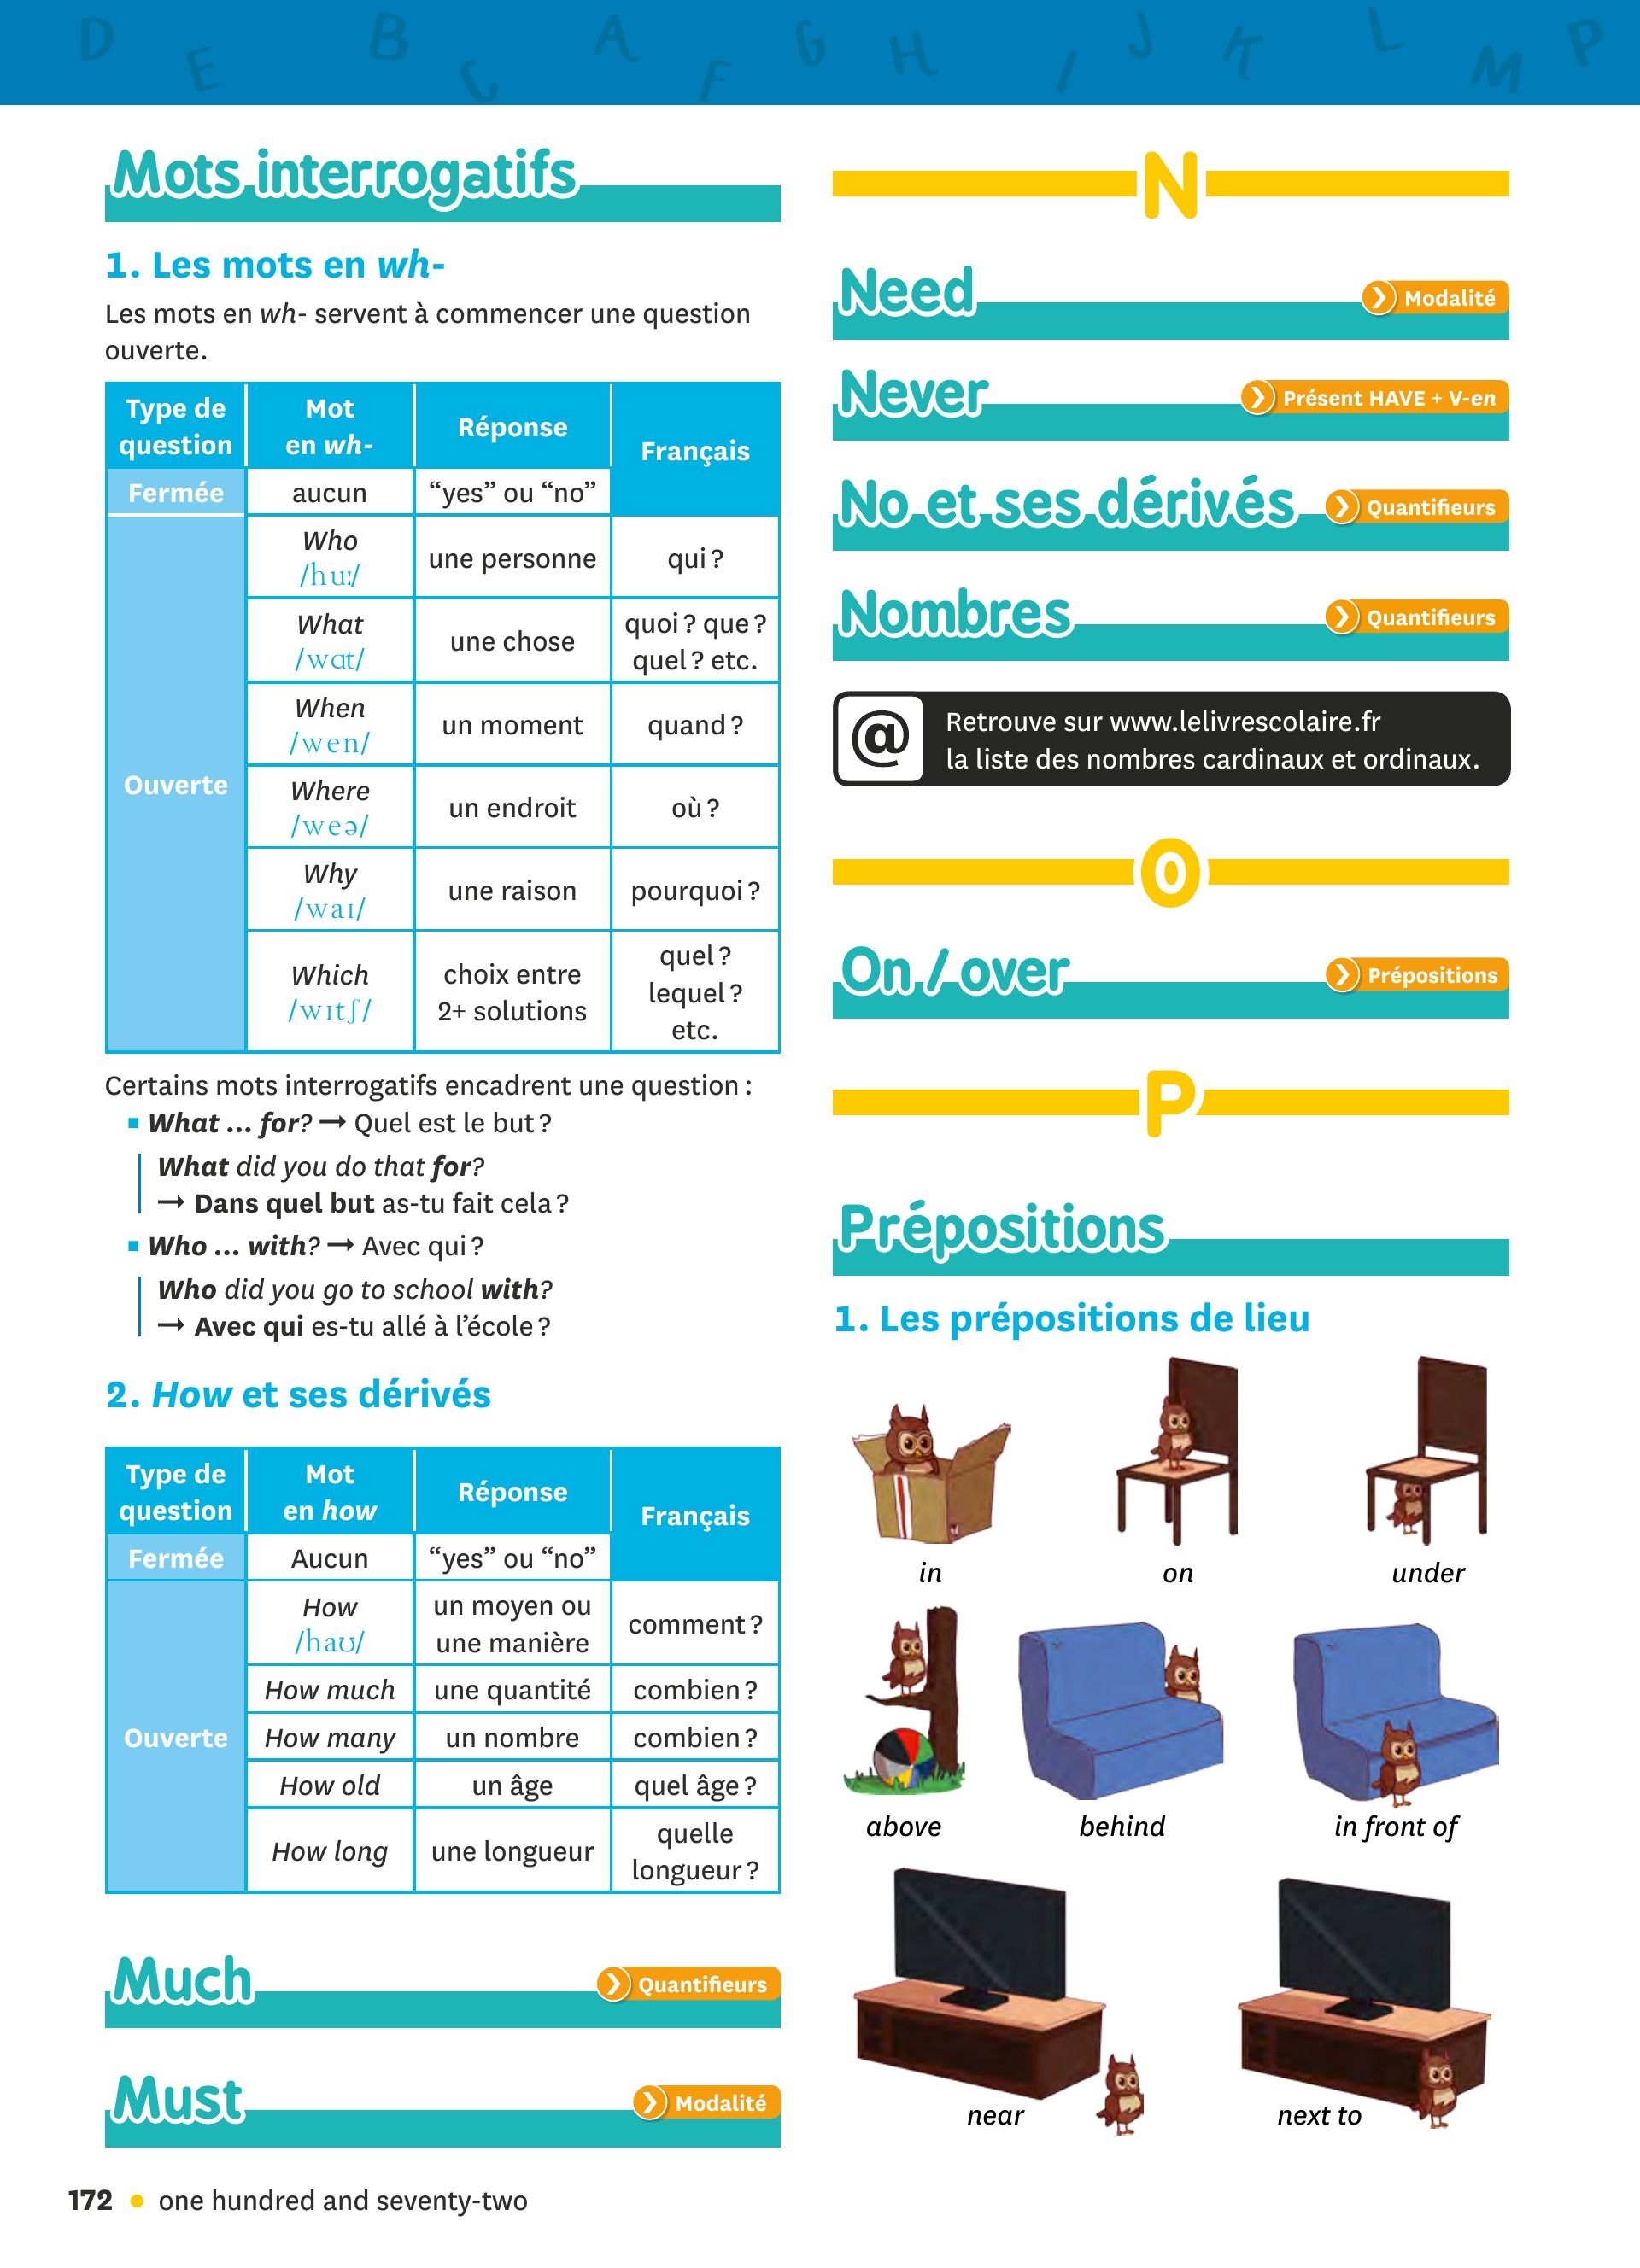 D E B C A F G H I J K L M P
Mots interrogatifs
1. Les mots en wh-
Les mots en wh- servent à commencer une question
ouverte.
Type de question | Mot en wh- | Réponse | Français
Fermée | aucun | “yes” ou “no”
Ouverte
Who /huː/ | une personne | qui ?
What /wɑt/ | une chose | quoi ? que ? quel ? etc.
When /wen/ | un moment | quand ?
Where /weə/ | un endroit | où ?
Why /waɪ/ | une raison | pourquoi ?
Which /wɪtʃ/ | choix entre 2+ solutions | quel ? lequel ? etc.
Certains mots interrogatifs encadrent une question :
▪ What ... for? → Quel est le but ?
What did you do that for?
→ Dans quel but as-tu fait cela ?
▪ Who ... with? → Avec qui ?
Who did you go to school with?
→ Avec qui es-tu allé à l’école ?
2. How et ses dérivés
Type de question | Mot en how | Réponse | Français
Fermée | Aucun | “yes” ou “no”
Ouverte
How /haʊ/ | un moyen ou une manière | comment ?
How much | une quantité | combien ?
How many | un nombre | combien ?
How old | un âge | quel âge ?
How long | une longueur | quelle longueur ?
Much
Quantifieurs
Must
Modalité
N
Need
Modalité
Never
Présent HAVE + V-en
No et ses dérivés
Quantifieurs
Nombres
Quantifieurs
@
Retrouve sur www.lelivrescolaire.fr
la liste des nombres cardinaux et ordinaux.
O
On / over
Prépositions
P
Prépositions
1. Les prépositions de lieu
in on under
above behind in front of
near next to
172 • one hundred and seventy-two